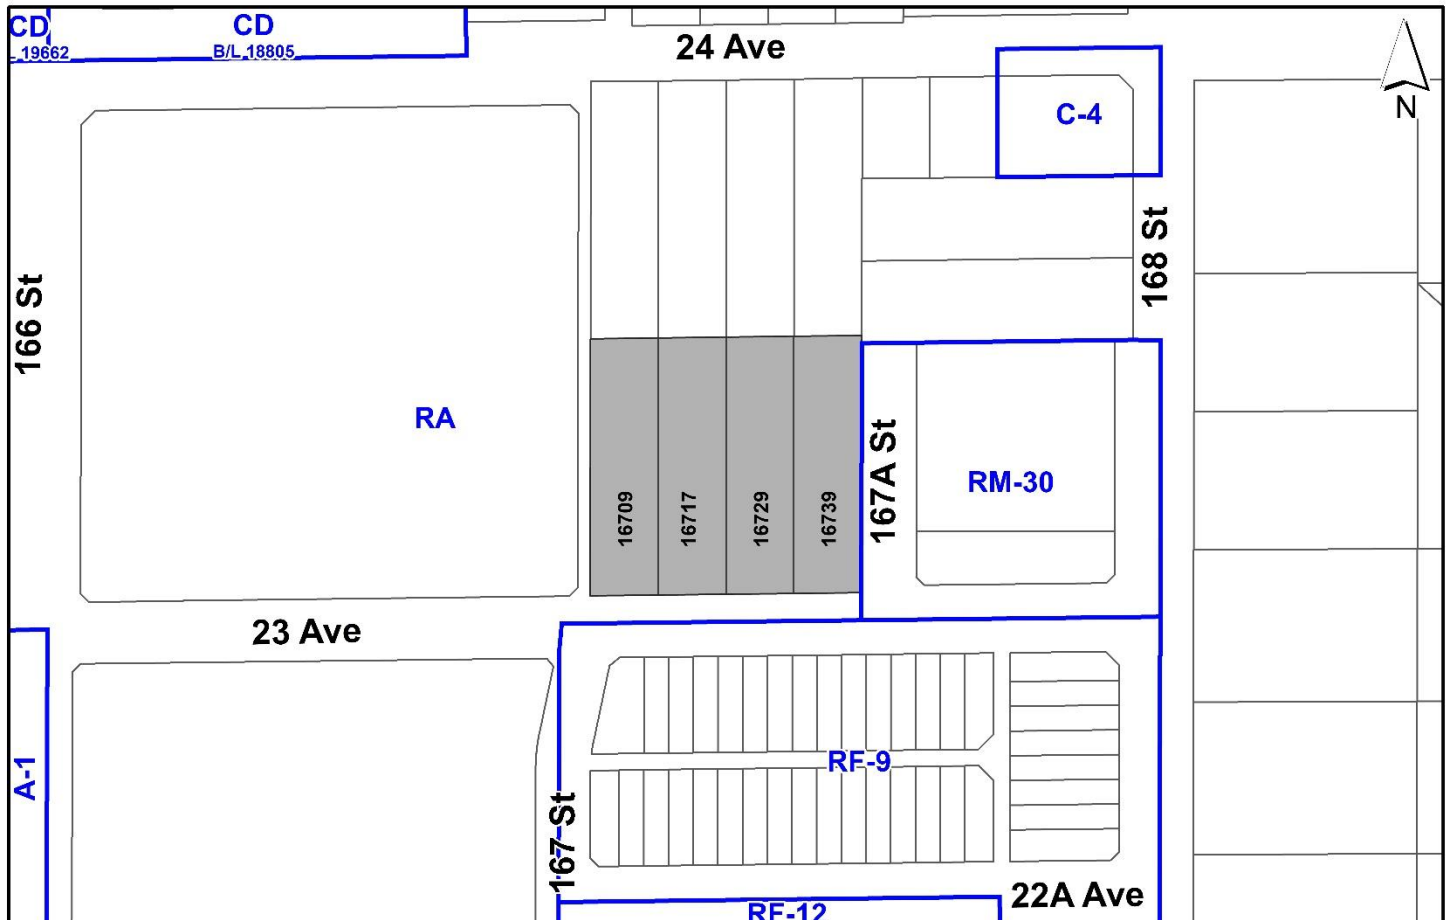 CD
L 19662
CD
B/L 18805
24 Ave
C-4
N
166 St
168 St
RA
167A St
RM-30
16709
16717
16729
16739
23 Ave
A-1
RF-9
167 St
22A Ave
RF-12